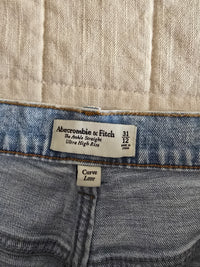 Abercrombie & Fitch
The Ankle Straight
Ultra High Rise
31
12
Curve
Love